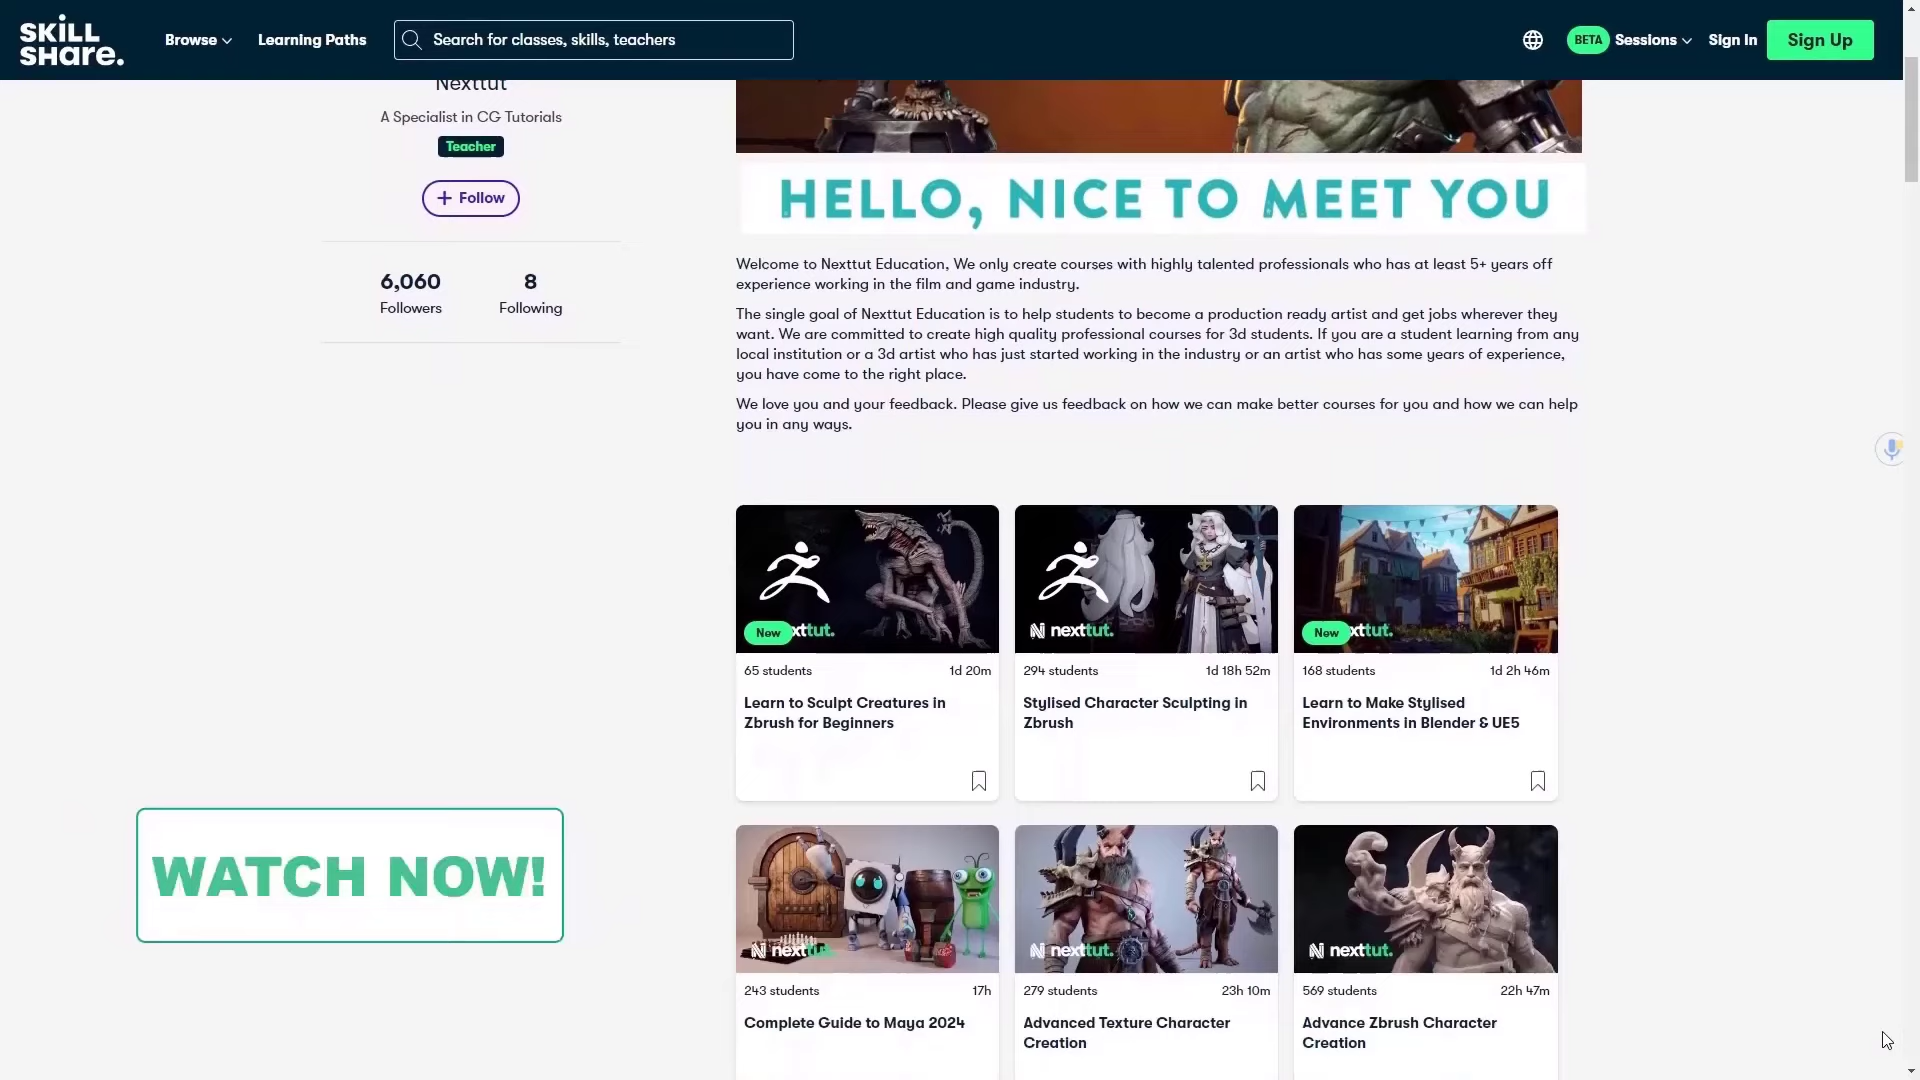 SKILL
SHARE.
Browse
Learning Paths
Search for classes, skills, teachers
BETA
Sessions
Sign In
Sign Up
Nexttut
A Specialist in CG Tutorials
Teacher
+ Follow
6,060
8
Followers
Following
HELLO, NICE TO MEET YOU
Welcome to Nexttut Education, We only create courses with highly talented professionals who has at least 5+ years off
experience working in the film and game industry.
The single goal of Nexttut Education is to help students to become a production ready artist and get jobs wherever they
want. We are committed to create high quality professional courses for 3d students. If you are a student learning from any
local institution or a 3d artist who has just started working in the industry or an artist who has some years of experience,
you have come to the right place.
We love you and your feedback. Please give us feedback on how we can make better courses for you and how we can help
you in any ways.
New
xttut.
nexttut.
New
xttut.
65 students
1d 20m
294 students
1d 18h 52m
168 students
1d 2h 46m
Learn to Sculpt Creatures in
Zbrush for Beginners
Stylised Character Sculpting in
Zbrush
Learn to Make Stylised
Environments in Blender & UE5
WATCH NOW!
nexttut.
nexttut.
nexttut.
243 students
17h
279 students
23h 10m
569 students
22h 47m
Complete Guide to Maya 2024
Advanced Texture Character
Creation
Advance Zbrush Character
Creation